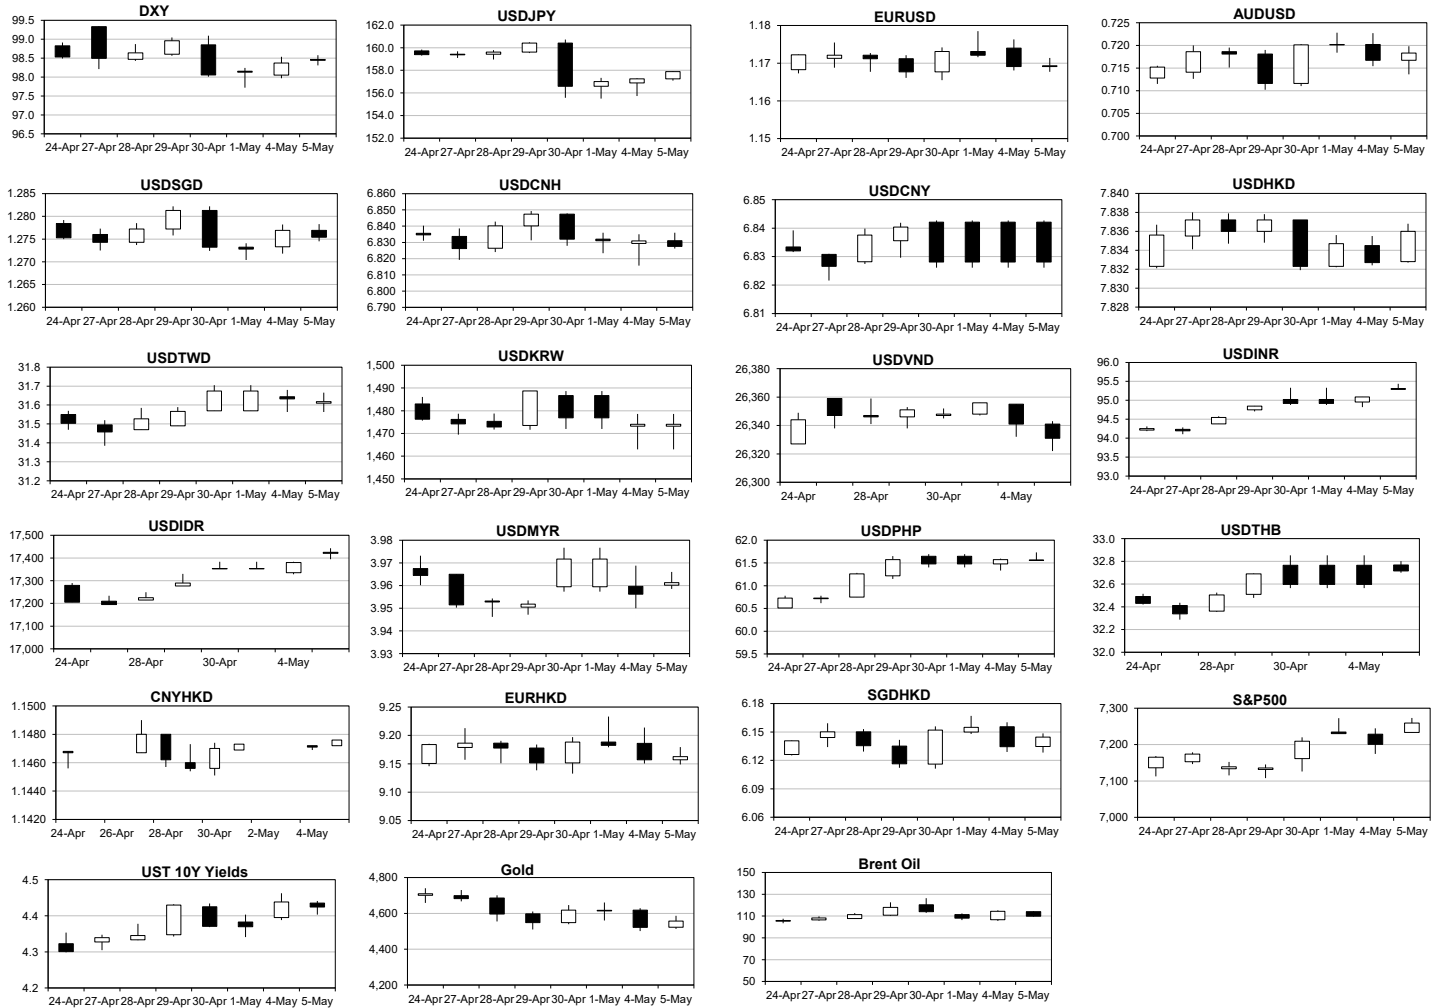 DXY
99.5
99.0
98.5
98.0
97.5
97.0
96.5
24-Apr 27-Apr 28-Apr 29-Apr 30-Apr 1-May 4-May 5-May
USDJPY
162.0
160.0
158.0
156.0
154.0
152.0
24-Apr 27-Apr 28-Apr 29-Apr 30-Apr 1-May 4-May 5-May
EURUSD
1.18
1.17
1.16
1.15
24-Apr 27-Apr 28-Apr 29-Apr 30-Apr 1-May 4-May 5-May
AUDUSD
0.725
0.720
0.715
0.710
0.705
0.700
24-Apr 27-Apr 28-Apr 29-Apr 30-Apr 1-May 4-May 5-May
USDSGD
1.285
1.280
1.275
1.270
1.265
1.260
24-Apr 27-Apr 28-Apr 29-Apr 30-Apr 1-May 4-May 5-May
USDCNH
6.860
6.850
6.840
6.830
6.820
6.810
6.800
6.790
24-Apr 27-Apr 28-Apr 29-Apr 30-Apr 1-May 4-May 5-May
USDCNY
6.85
6.84
6.83
6.82
6.81
24-Apr 27-Apr 28-Apr 29-Apr 30-Apr 1-May 4-May 5-May
USDHKD
7.840
7.838
7.836
7.834
7.832
7.830
7.828
24-Apr 27-Apr 28-Apr 29-Apr 30-Apr 1-May 4-May 5-May
USDTWD
31.8
31.7
31.6
31.5
31.4
31.3
31.2
24-Apr 27-Apr 28-Apr 29-Apr 30-Apr 1-May 4-May 5-May
USDKRW
1,500
1,490
1,480
1,470
1,460
1,450
24-Apr 27-Apr 28-Apr 29-Apr 30-Apr 1-May 4-May 5-May
USDVND
26,380
26,360
26,340
26,320
26,300
24-Apr 28-Apr 30-Apr 4-May
USDINR
96.0
95.5
95.0
94.5
94.0
93.5
93.0
24-Apr 27-Apr 28-Apr 29-Apr 30-Apr 1-May 4-May 5-May
USDIDR
17,500
17,400
17,300
17,200
17,100
17,000
24-Apr 28-Apr 30-Apr 4-May
USDMYR
3.98
3.97
3.96
3.95
3.94
3.93
24-Apr 27-Apr 28-Apr 29-Apr 30-Apr 1-May 4-May 5-May
USDPHP
62.0
61.5
61.0
60.5
60.0
59.5
24-Apr 27-Apr 28-Apr 29-Apr 30-Apr 1-May 4-May 5-May
USDTHB
33.0
32.8
32.6
32.4
32.2
32.0
24-Apr 28-Apr 30-Apr 4-May
CNYHKD
1.1500
1.1480
1.1460
1.1440
1.1420
24-Apr 26-Apr 28-Apr 30-Apr 2-May 4-May
EURHKD
9.25
9.20
9.15
9.10
9.05
24-Apr 27-Apr 28-Apr 29-Apr 30-Apr 1-May 4-May 5-May
SGDHKD
6.18
6.15
6.12
6.09
6.06
24-Apr 27-Apr 28-Apr 29-Apr 30-Apr 1-May 4-May 5-May
S&P500
7,300
7,200
7,100
7,000
24-Apr 27-Apr 28-Apr 29-Apr 30-Apr 1-May 4-May 5-May
UST 10Y Yields
4.5
4.4
4.3
4.2
24-Apr 27-Apr 28-Apr 29-Apr 30-Apr 1-May 4-May 5-May
Gold
4,800
4,600
4,400
4,200
24-Apr 27-Apr 28-Apr 29-Apr 30-Apr 1-May 4-May 5-May
Brent Oil
150
130
110
90
70
50
24-Apr 27-Apr 28-Apr 29-Apr 30-Apr 1-May 4-May 5-May